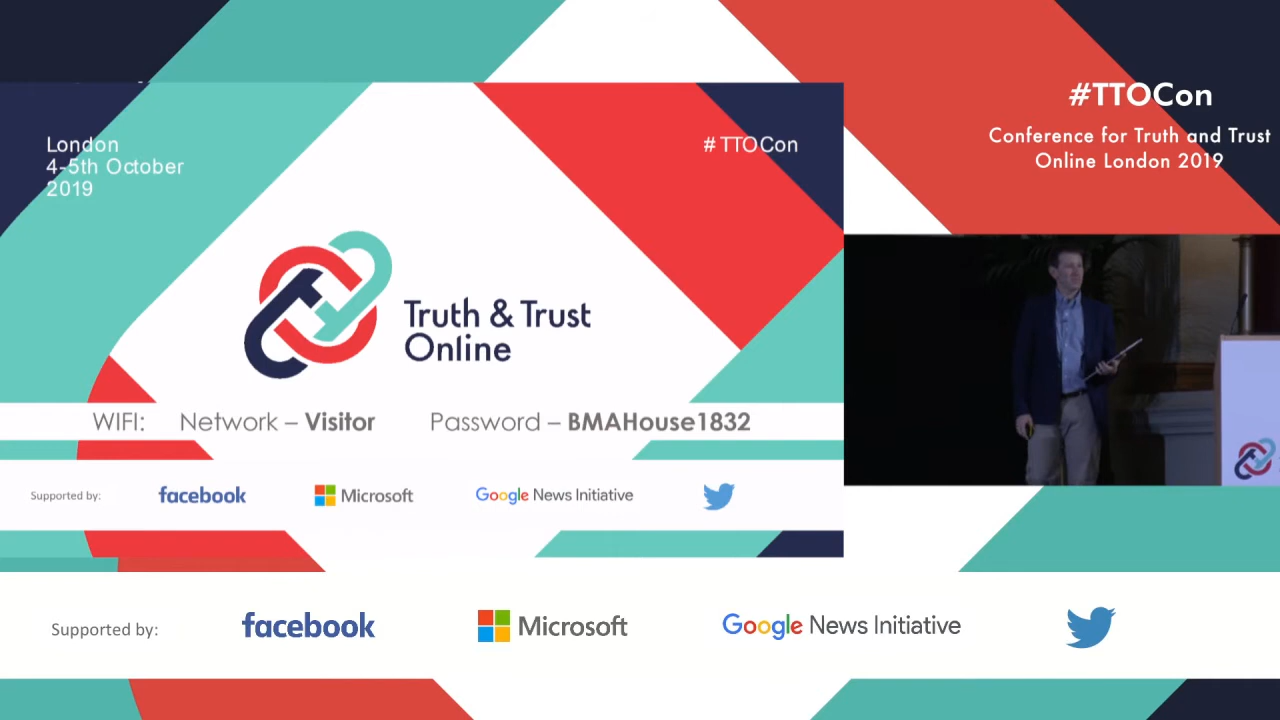 #TTOCon
Conference for Truth and Trust
Online London 2019
London
4-5th October
2019
# TTOCon
Truth & Trust
Online
WIFI: Network – Visitor Password – BMAHouse1832
Supported by: facebook Microsoft Google News Initiative
Supported by: facebook Microsoft Google News Initiative